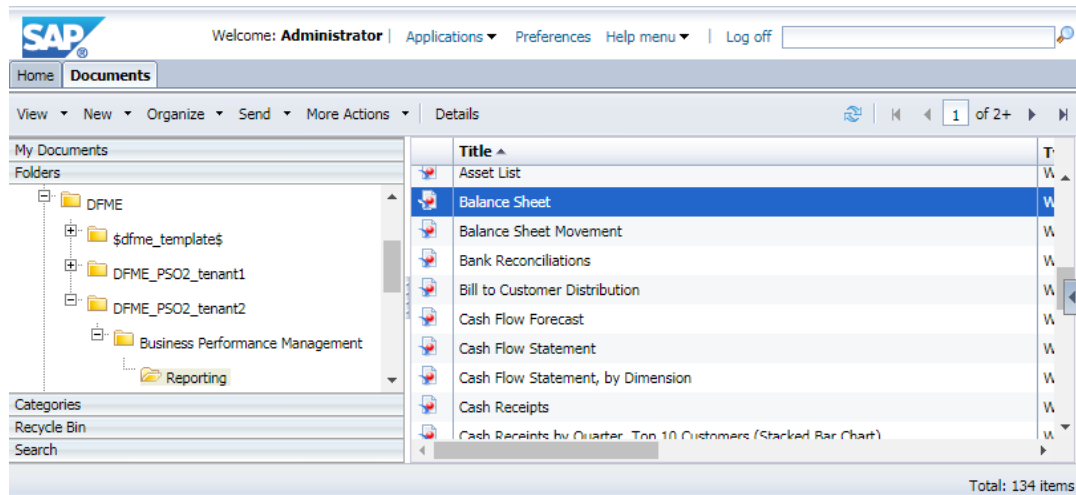 SAP ®
Welcome: Administrator | Applications Preferences Help menu | Log off
Home Documents
View New Organize Send More Actions Details 1 of 2+
My Documents
Folders
DFME
$dfme_template$
DFME_PSO2_tenant1
DFME_PSO2_tenant2
Business Performance Management
Reporting
Categories
Recycle Bin
Search
Title
Asset List
Balance Sheet
Balance Sheet Movement
Bank Reconciliations
Bill to Customer Distribution
Cash Flow Forecast
Cash Flow Statement
Cash Flow Statement, by Dimension
Cash Receipts
Cash Receipts by Quarter, Top 10 Customers (Stacked Bar Chart)
Total: 134 items